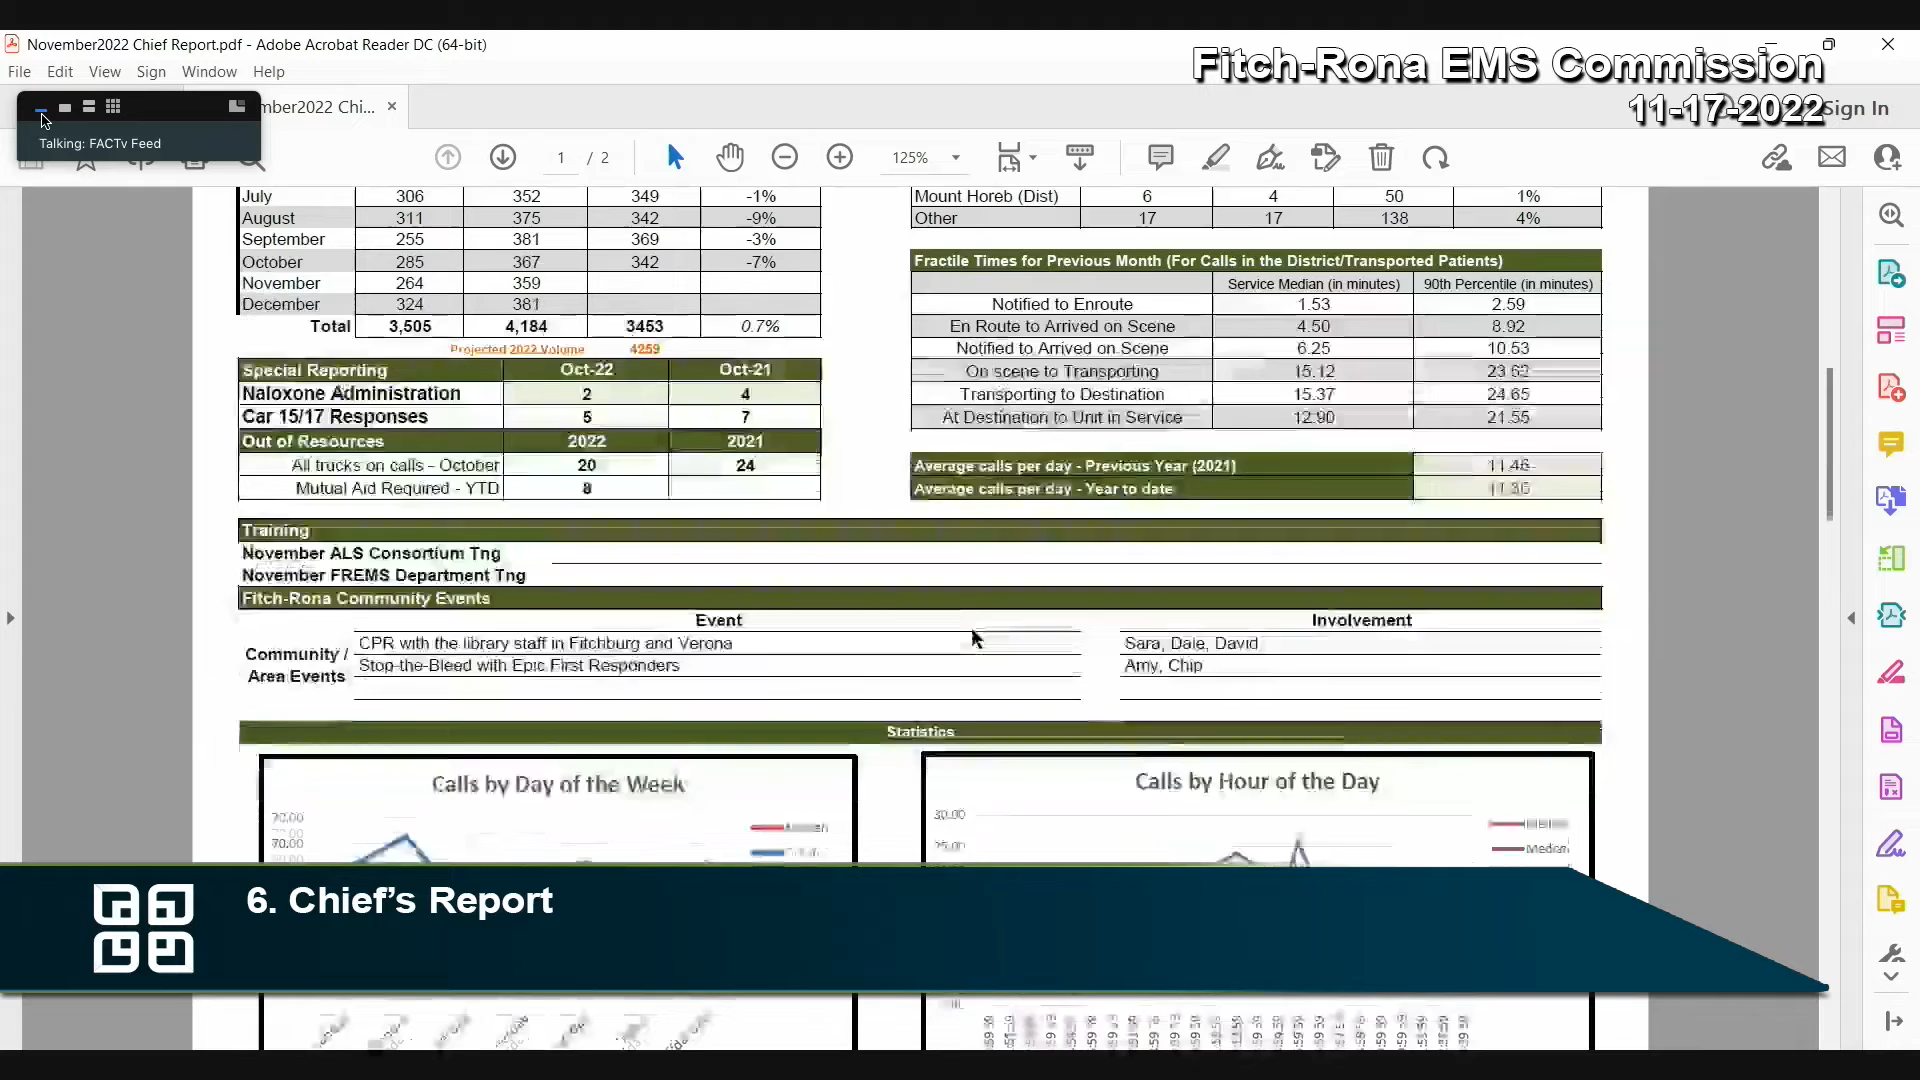 November2022 Chief Report.pdf - Adobe Acrobat Reader DC (64-bit)
Fitch-Rona EMS Commission
11-17-2022
File Edit View Sign Window Help
mber2022 Chi...
Sign In
Talking: FACTv Feed
1 / 2
125%
July 306 352 349 -1%
August 311 375 342 -9%
September 255 381 369 -3%
October 285 367 342 -7%
November 264 359
December 324 381
Total 3,505 4,184 3453 0.7%
Projected 2022 Volume 4259
Special Reporting Oct-22 Oct-21
Naloxone Administration 2 4
Car 15/17 Responses 5 7
Out of Resources 2022 2021
All trucks on calls - October 20 24
Mutual Aid Required - YTD 8
Mount Horeb (Dist) 6 4 50 1%
Other 17 17 138 4%
Fractile Times for Previous Month (For Calls in the District/Transported Patients)
Service Median (in minutes) 90th Percentile (in minutes)
Notified to Enroute 1.53 2.59
En Route to Arrived on Scene 4.50 8.92
Notified to Arrived on Scene 6.25 10.53
On scene to Transporting 15.12
Transporting to Destination 15.37 24.65
At Destination to Unit in Service 12.90 21.55
Average calls per day - Previous Year (2021) 11.46
Average calls per day - Year to date
Training
November ALS Consortium Tng
November FREMS Department Tng
Fitch-Rona Community Events
Event Involvement
Community / Area Events
CPR with the library staff in Fitchburg and Verona Sara, Dale, David
Stop-the-Bleed with Epic First Responders Amy, Chip
Statistics
Calls by Day of the Week
70.00
Calls by Hour of the Day
30.00
25.00
Median
6. Chief’s Report